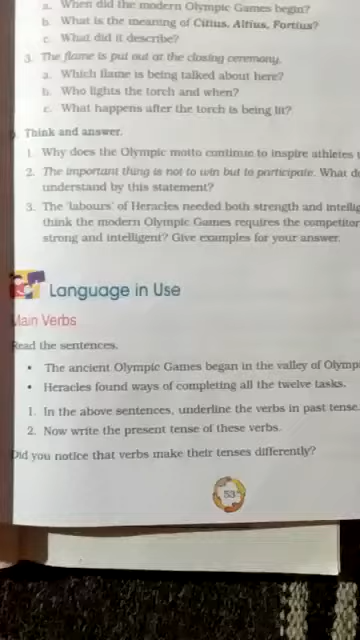 a. When did the modern Olympic Games begin?
b. What is the meaning of Citius, Altius, Fortius?
c. What did it describe?
3. The flame is put out at the closing ceremony.
a. Which flame is being talked about here?
b. Who lights the torch and when?
c. What happens after the torch is being lit?
Think and answer.
1. Why does the Olympic motto continue to inspire athletes
2. The important thing is not to win but to participate. What
understand by this statement?
3. The 'labours' of Heracles needed both strength and
think the modern Olympic Games requires the competitor
strong and intelligent? Give examples for your answer.
Language in Use
Main Verbs
Read the sentences.
• The ancient Olympic Games began in the valley of
• Heracles found ways of completing all the twelve tasks.
1. In the above sentences, underline the verbs in past tense.
2. Now write the present tense of these verbs.
Did you notice that verbs make their tenses differently?
53